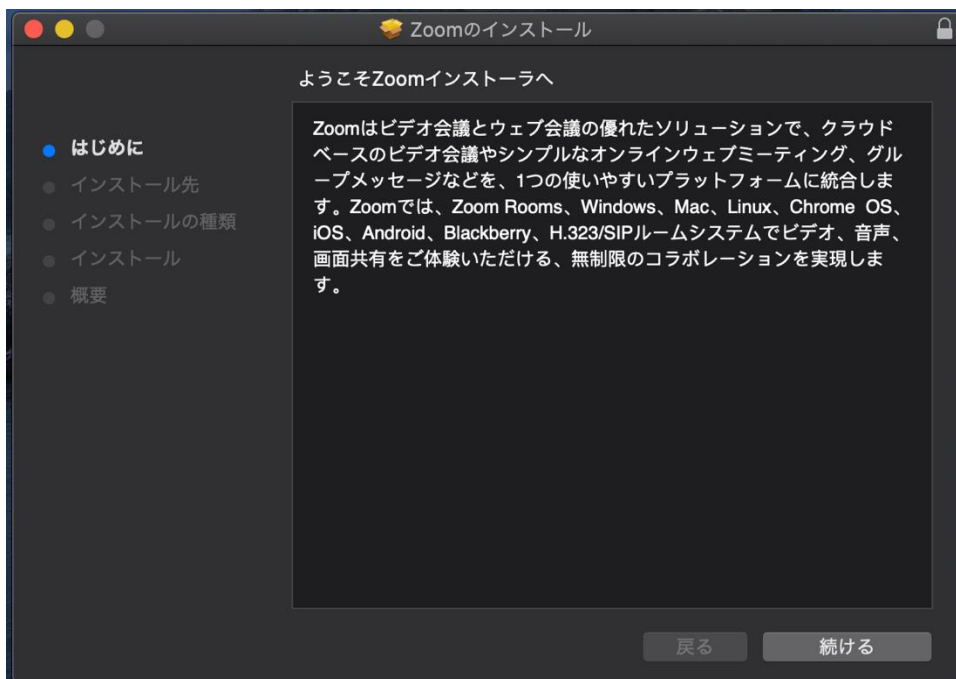 Zoomのインストール
ようこそZoomインストーラへ
はじめに
インストール先
インストールの種類
インストール
概要
Zoomはビデオ会議とウェブ会議の優れたソリューションで、クラウド
ベースのビデオ会議やシンプルなオンラインウェブミーティング、グル
ープメッセージなどを、1つの使いやすいプラットフォームに統合しま
す。Zoomでは、Zoom Rooms、Windows、Mac、Linux、Chrome OS、
iOS、Android、Blackberry、H.323/SIPルームシステムでビデオ、音声、
画面共有をご体験いただける、無制限のコラボレーションを実現しま
す。
戻る
続ける